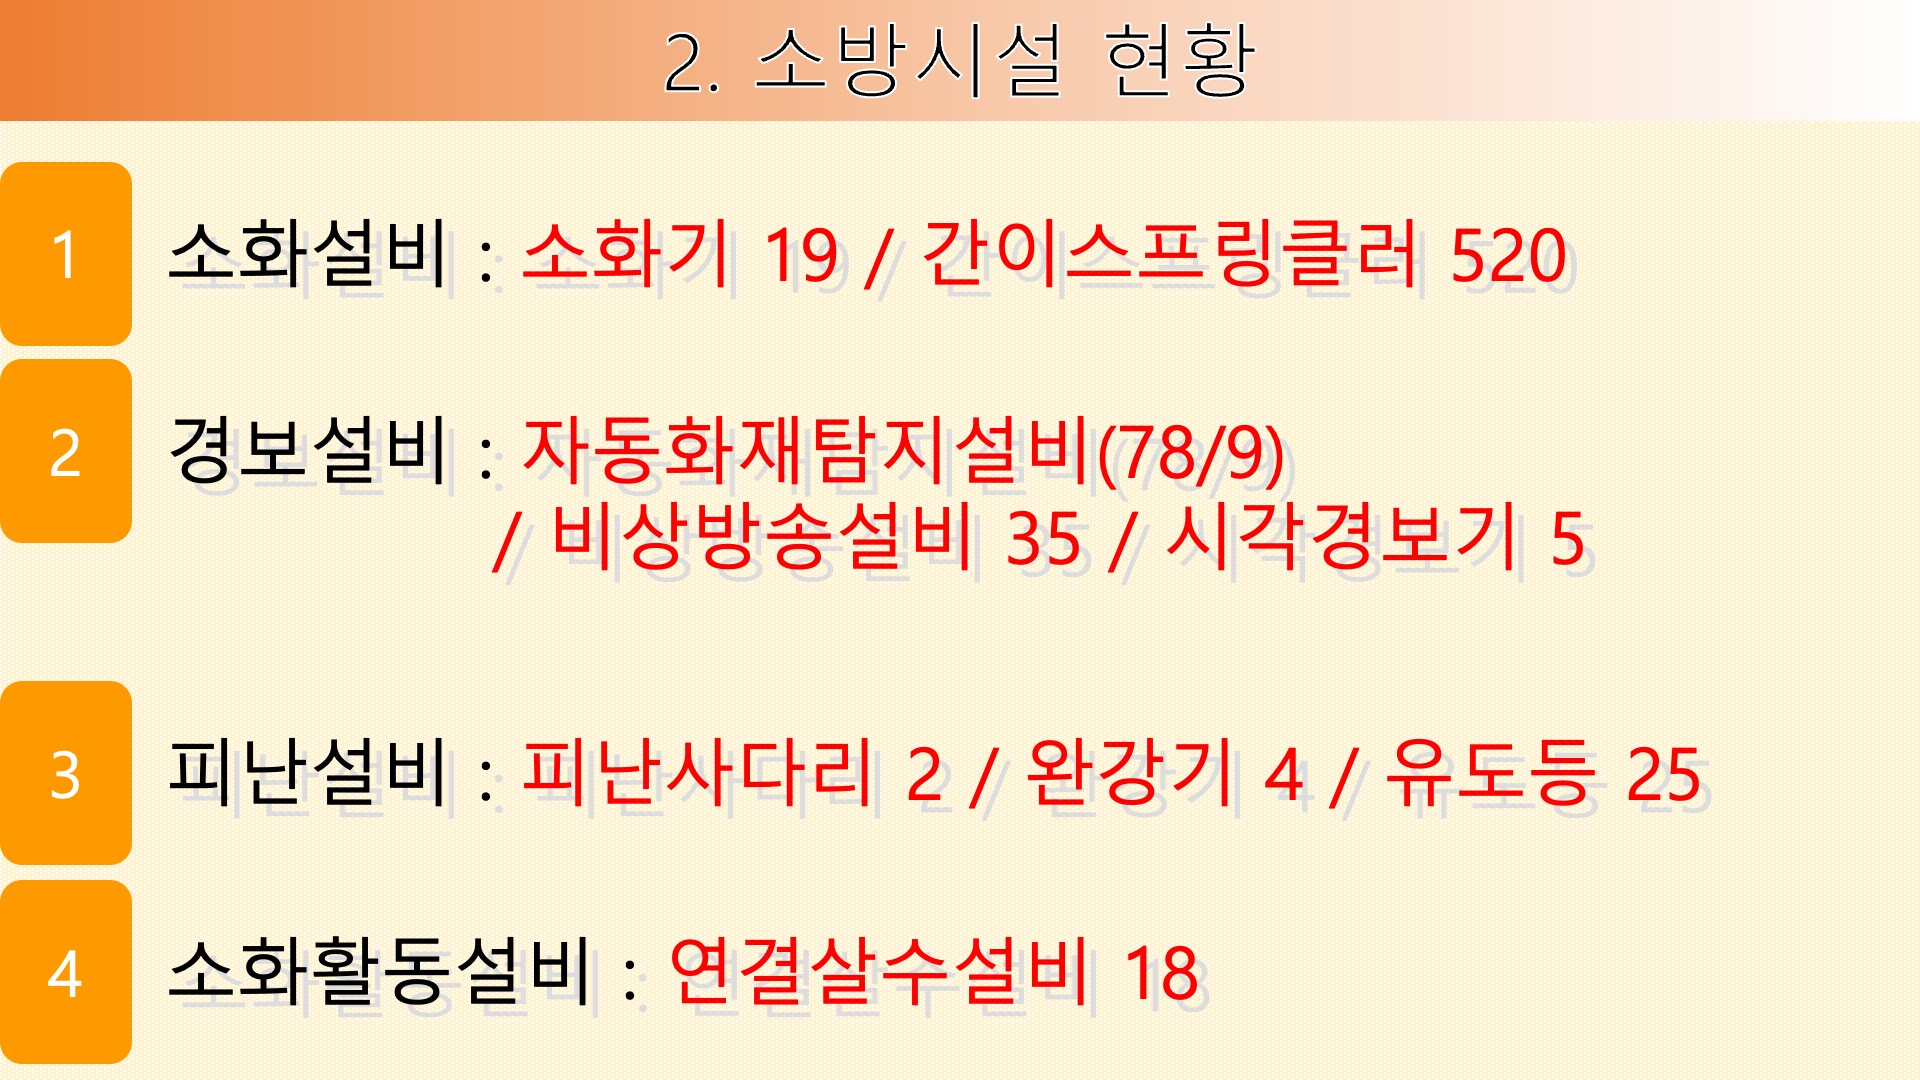 2. 소방시설 현황
1
소화설비 : 소화기 19 / 간이스프링클러 520
2
경보설비 : 자동화재탐지설비(78/9)
/ 비상방송설비 35 / 시각경보기 5
3
피난설비 : 피난사다리 2 / 완강기 4 / 유도등 25
4
소화활동설비 : 연결살수설비 18